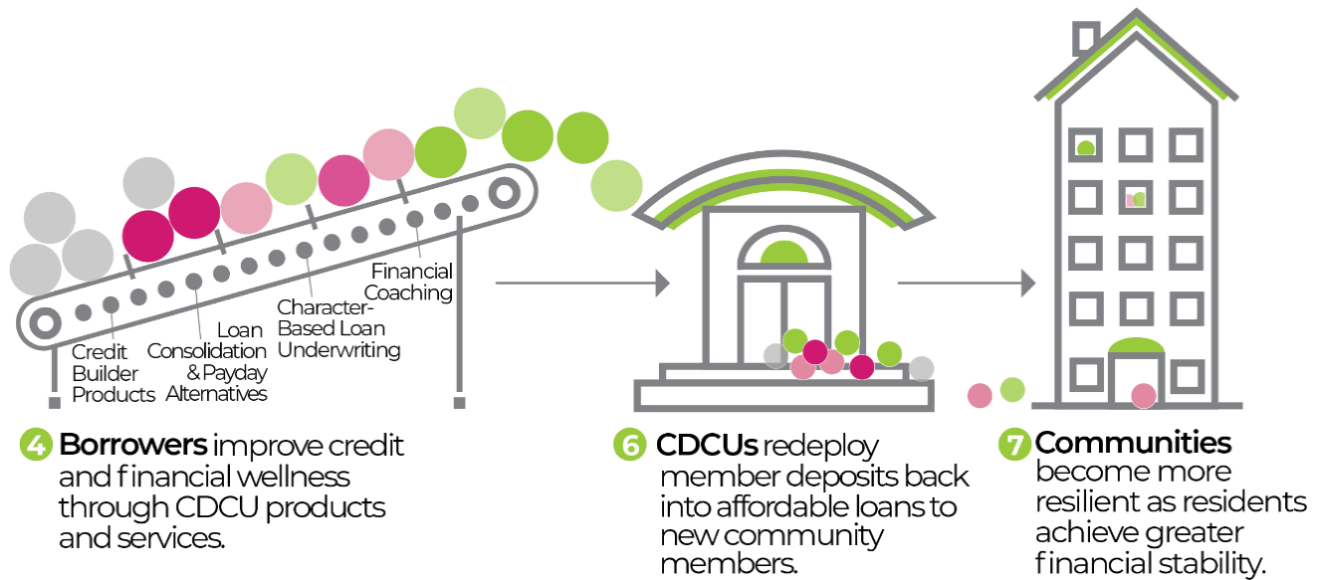 Credit
Builder
Products
Loan
Consolidation
& Payday
Alternatives
Character-
Based Loan
Underwriting
Financial
Coaching
4 Borrowers improve credit
and financial wellness
through CDCU products
and services.
6 CDCUs redeploy
member deposits back
into affordable loans to
new community
members.
7 Communities
become more
resilient as residents
achieve greater
financial stability.